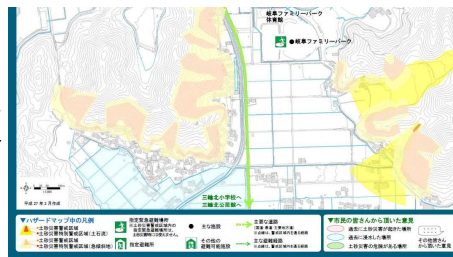 岐阜ファミリーパーク
体育館
●岐阜ファミリーパーク
三輪北小学校へ
三輪北公民館へ
平成27年3月作成
▼ハザードマップ中の凡例
・土砂災害警戒区域
・土砂災害特別警戒区域(土石流)
・土砂災害警戒区域
・土砂災害特別警戒区域(急傾斜地)
指定緊急避難場所
指定避難所
● 主な施設
その他の
避難可能施設
主要な道路
主な避難経路
▼市民の皆さんから頂いた意見
過去に土砂災害が起きた場所
過去に浸水した場所
土砂災害の危険がある場所
その他皆さん
から頂いた意見